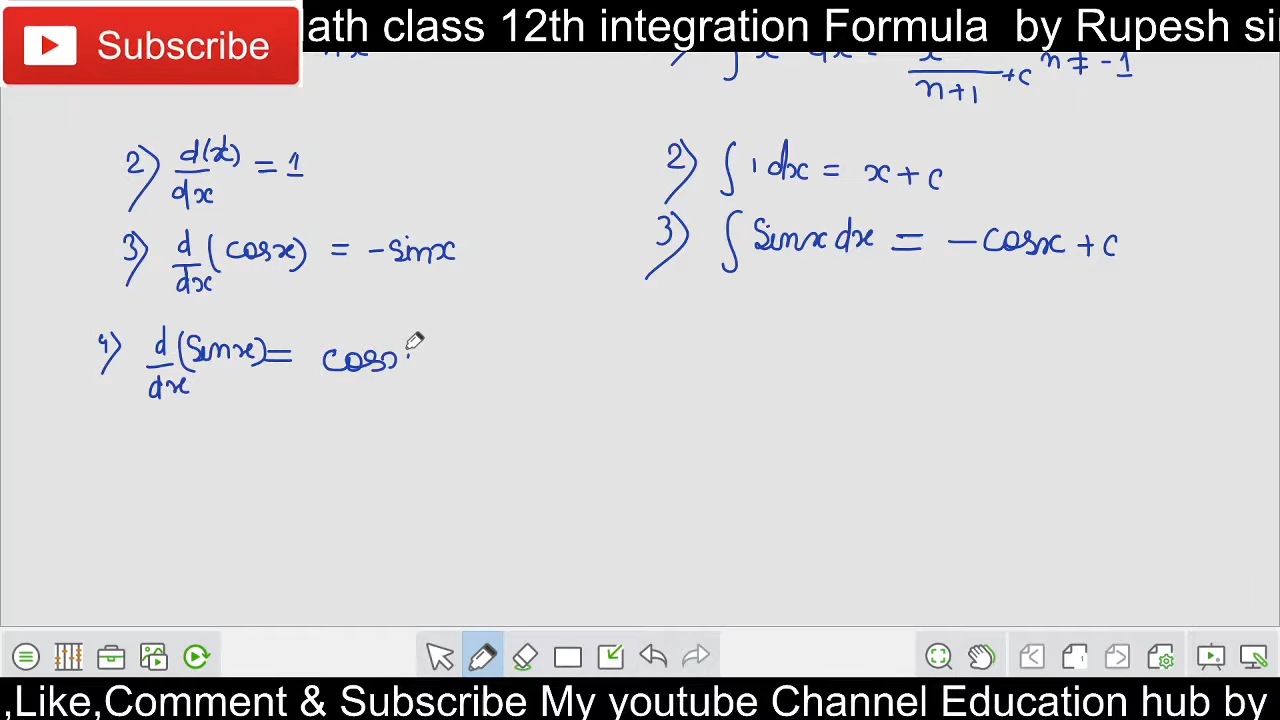 Subscribe
ath class 12th integration Formula by Rupesh si
n+1 +c n ≠ -1
2) d(x)/dx = 1
2) ∫ 1 dx = x + c
3) d/dx (cosx) = -sinx
3) ∫ Sinx dx = -cosx + c
4) d/dx (Sinx) = cosx
,Like,Comment & Subscribe My youtube Channel Education hub by